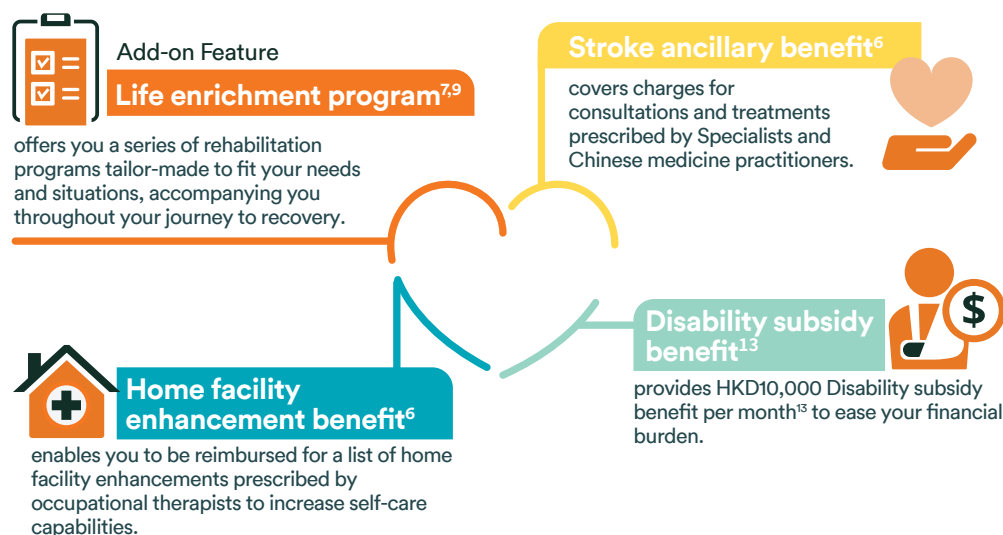 Add-on Feature
Life enrichment program7,9
offers you a series of rehabilitation
programs tailor-made to fit your needs
and situations, accompanying you
throughout your journey to recovery.
Stroke ancillary benefit6
covers charges for
consultations and treatments
prescribed by Specialists and
Chinese medicine practitioners.
Home facility
enhancement benefit6
enables you to be reimbursed for a list of home
facility enhancements prescribed by
occupational therapists to increase self-care
capabilities.
$
Disability subsidy
benefit13
provides HKD10,000 Disability subsidy
benefit per month13 to ease your financial
burden.